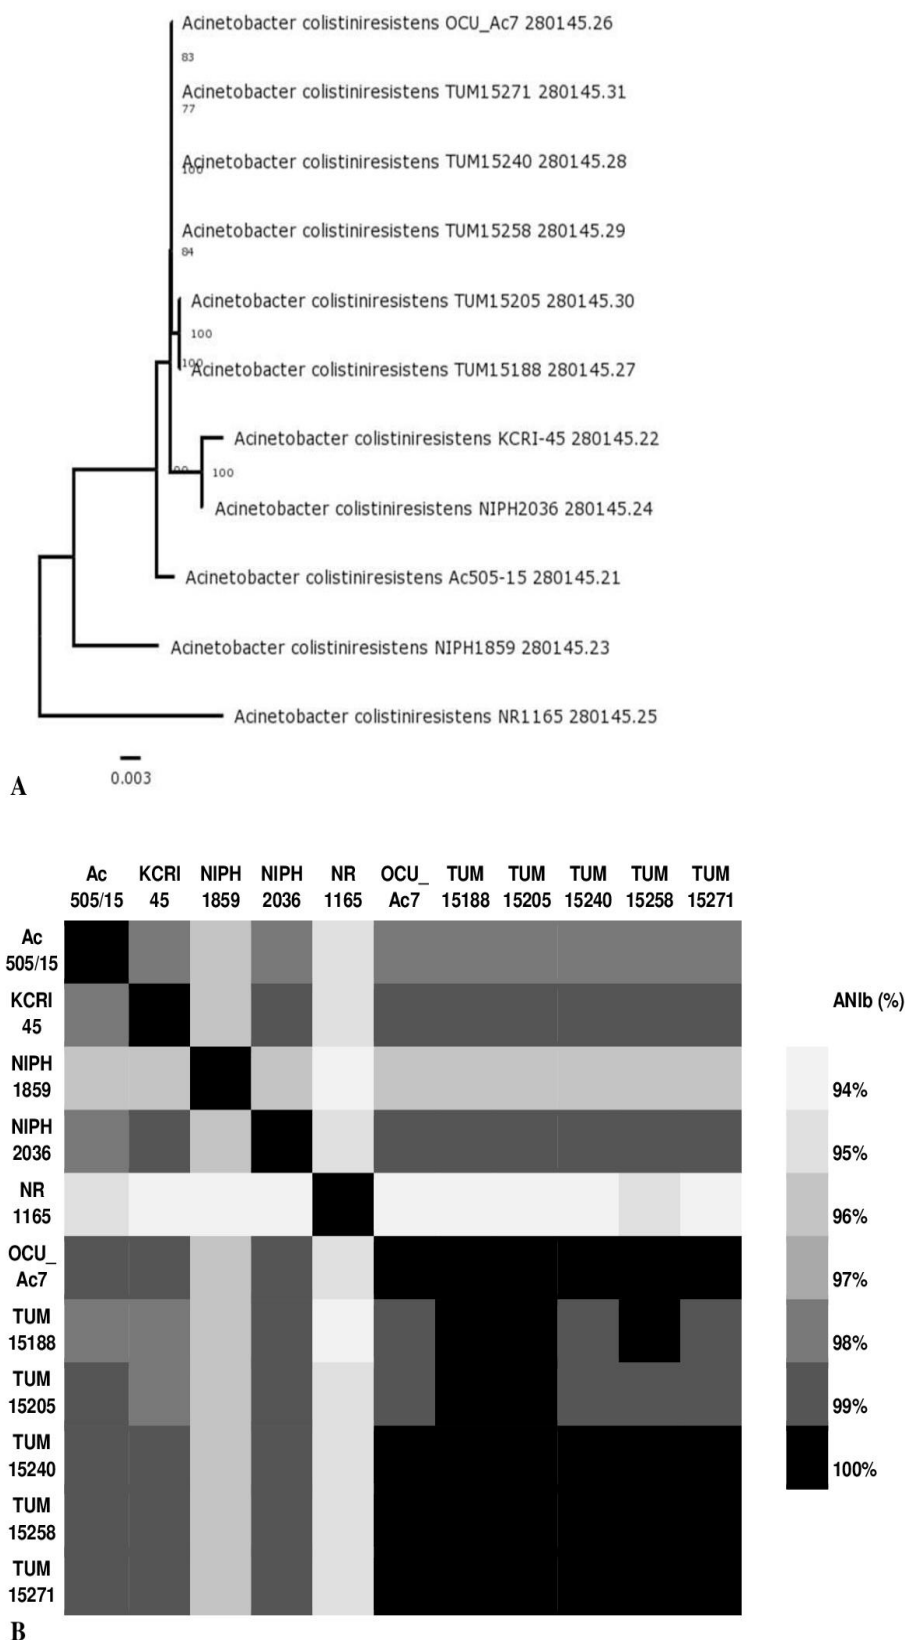 Acinetobacter colistiniresistens OCU_Ac7 280145.26
83
Acinetobacter colistiniresistens TUM15271 280145.31
77
Acinetobacter colistiniresistens TUM15240 280145.28
100
Acinetobacter colistiniresistens TUM15258 280145.29
84
Acinetobacter colistiniresistens TUM15205 280145.30
100
100
Acinetobacter colistiniresistens TUM15188 280145.27
Acinetobacter colistiniresistens KCRI-45 280145.22
100
Acinetobacter colistiniresistens NIPH2036 280145.24
Acinetobacter colistiniresistens Ac505-15 280145.21
Acinetobacter colistiniresistens NIPH1859 280145.23
Acinetobacter colistiniresistens NR1165 280145.25
0.003
A
Ac KCRI NIPH NIPH NR OCU_ TUM TUM TUM TUM TUM
505/15 45 1859 2036 1165 Ac7 15188 15205 15240 15258 15271
Ac
505/15
KCRI
45
NIPH
1859
NIPH
2036
NR
1165
OCU_
Ac7
TUM
15188
TUM
15205
TUM
15240
TUM
15258
TUM
15271
ANIb (%)
94%
95%
96%
97%
98%
99%
100%
B